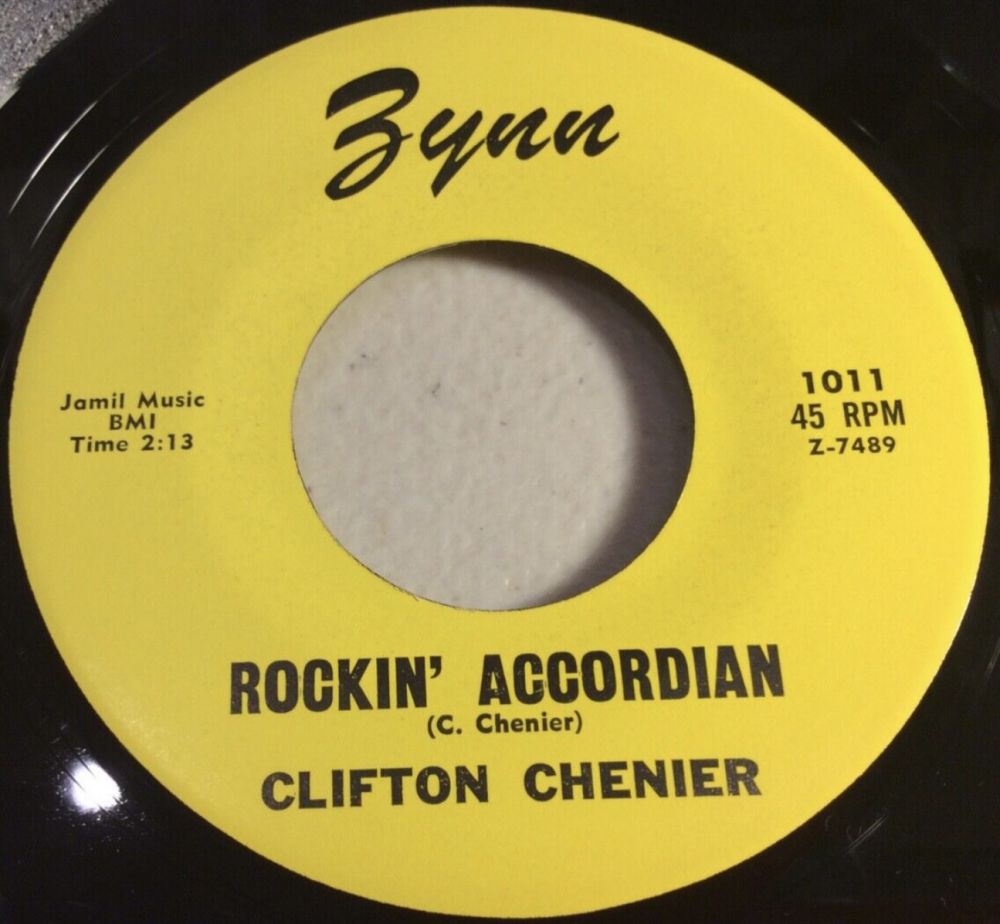 Zynn
Jamil Music
BMI
Time 2:13
1011
45 RPM
Z-7489
ROCKIN' ACCORDIAN
(C. Chenier)
CLIFTON CHENIER